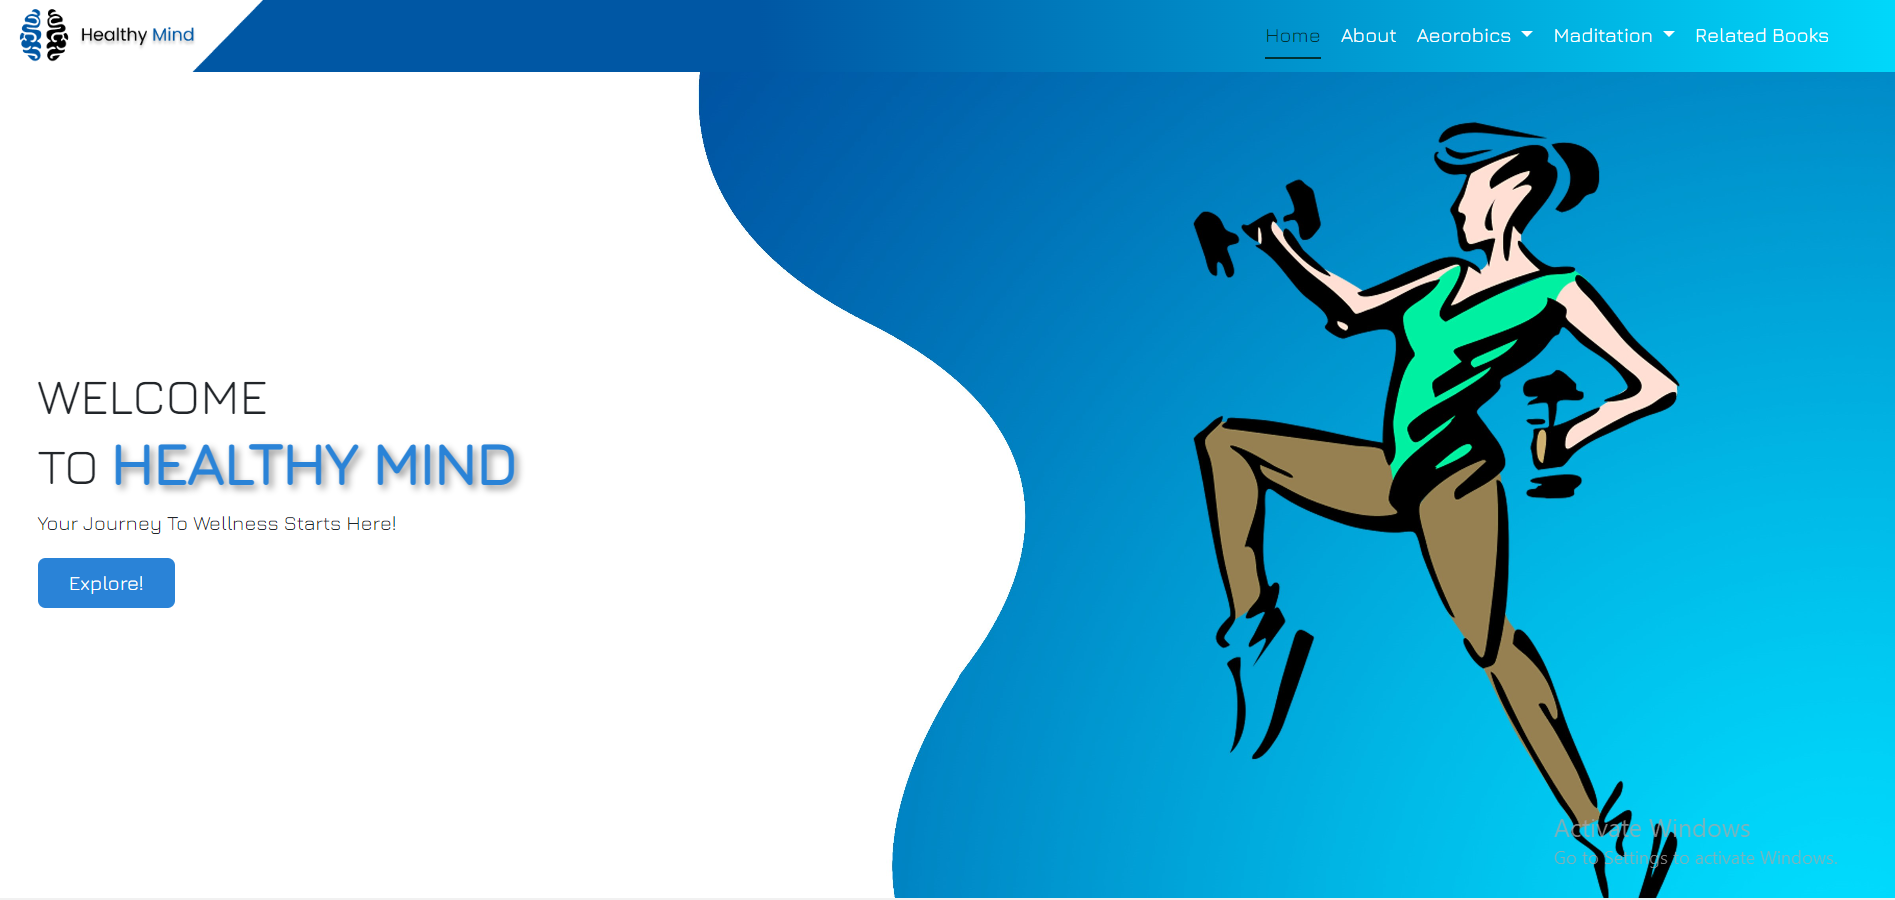 Healthy Mind
Home About Aeorobics Maditation Related Books
WELCOME
TO HEALTHY MIND
Your Journey To Wellness Starts Here!
Explore!
Activate Windows
Go to Settings to activate Windows.